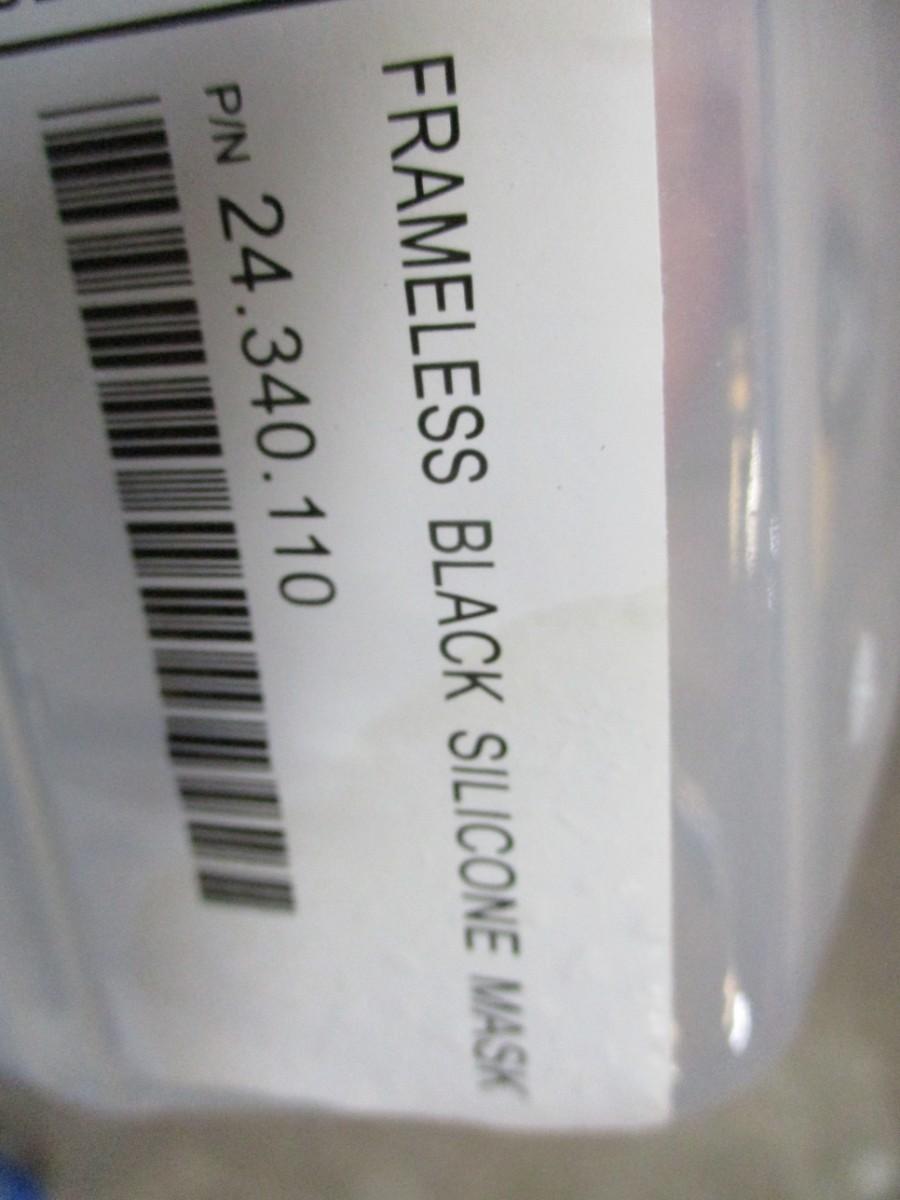 FRAMELESS BLACK SILICONE MASK
P/N 24.340.110